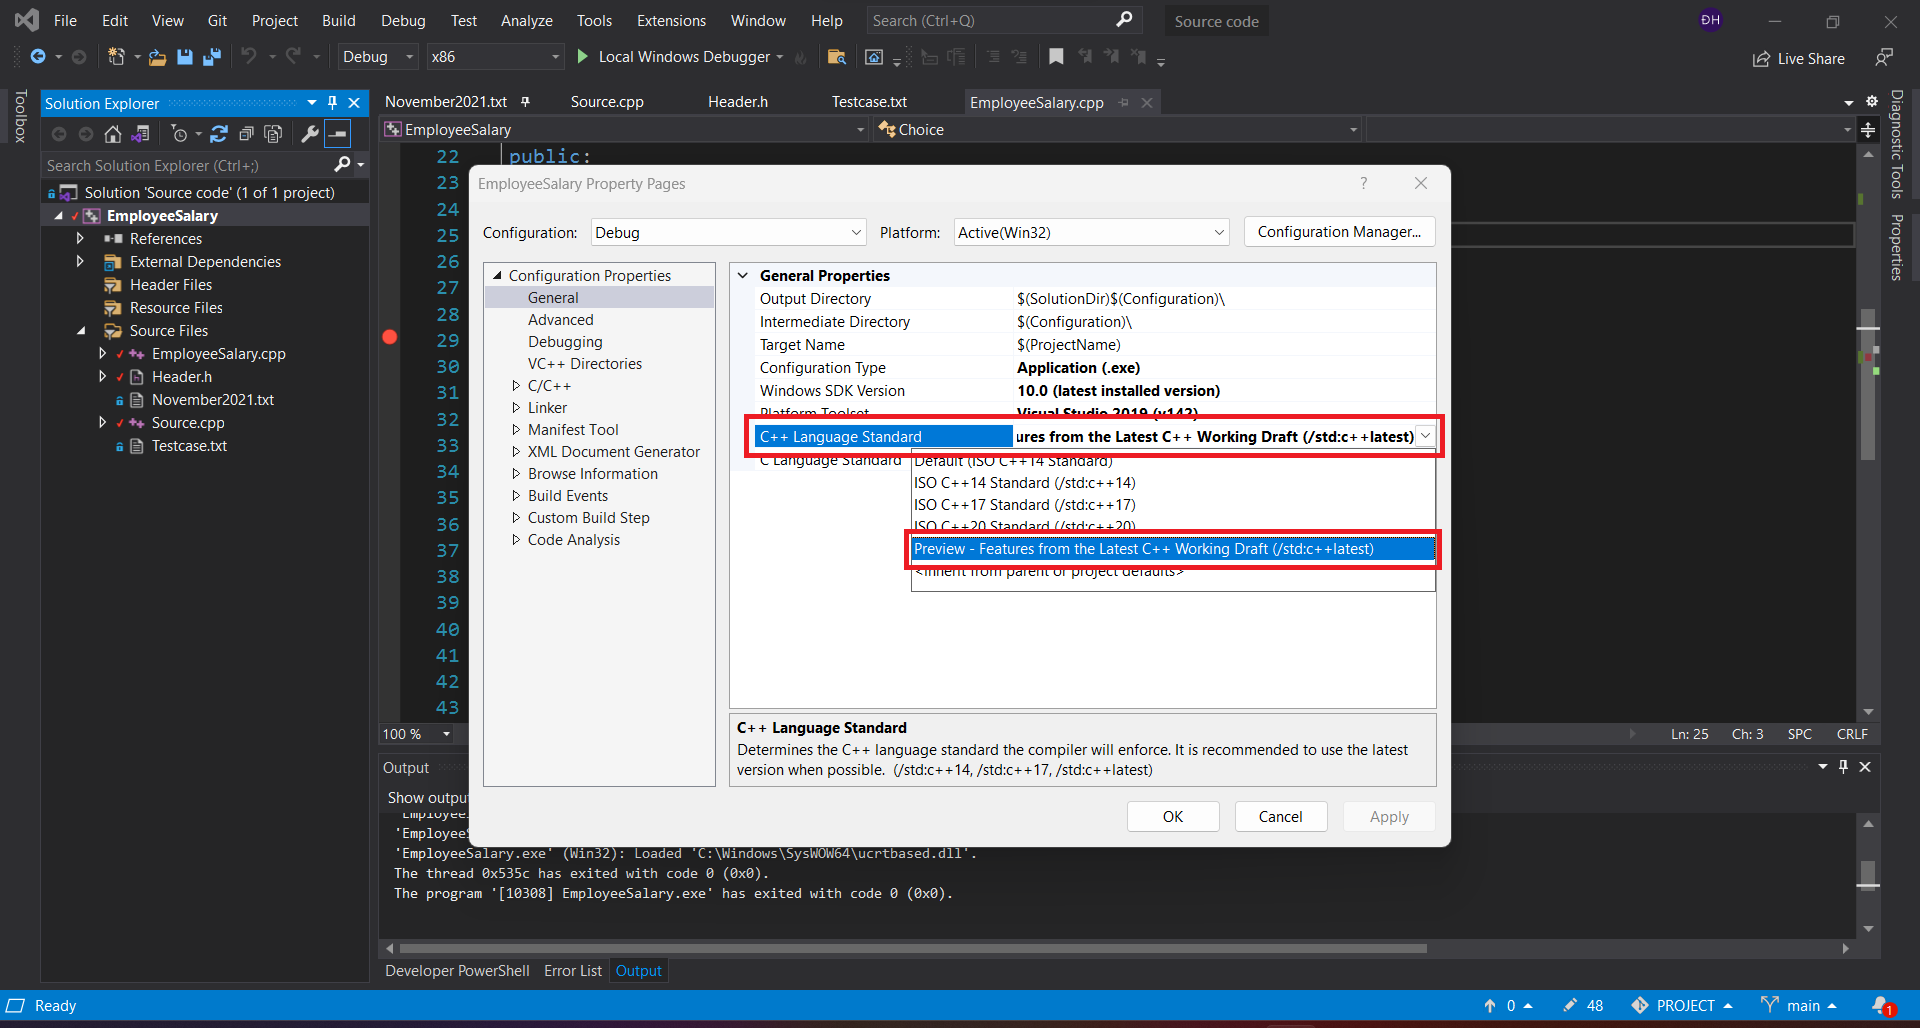 File Edit View Git Project Build Debug Test Analyze Tools Extensions Window Help Search (Ctrl+Q) Source code ĐH
Debug x86 Local Windows Debugger Live Share
Toolbox
Solution Explorer
Search Solution Explorer (Ctrl+;)
Solution 'Source code' (1 of 1 project)
EmployeeSalary
References
External Dependencies
Header Files
Resource Files
Source Files
EmployeeSalary.cpp
Header.h
November2021.txt
Source.cpp
Testcase.txt
November2021.txt Source.cpp Header.h Testcase.txt EmployeeSalary.cpp
EmployeeSalary Choice
22 public:
23
24
25
26
27
28
29
30
31
32
33
34
35
36
37
38
39
40
41
42
43
EmployeeSalary Property Pages ?
Configuration: Debug Platform: Active(Win32) Configuration Manager...
Configuration Properties
General
Advanced
Debugging
VC++ Directories
C/C++
Linker
Manifest Tool
XML Document Generator
Browse Information
Build Events
Custom Build Step
Code Analysis
General Properties
Output Directory $(SolutionDir)$(Configuration)\
Intermediate Directory $(Configuration)\
Target Name $(ProjectName)
Configuration Type Application (.exe)
Windows SDK Version 10.0 (latest installed version)
Platform Toolset Visual Studio 2019 (v142)
C++ Language Standard ures from the Latest C++ Working Draft (/std:c++latest)
C Language Standard
Default (ISO C++14 Standard)
ISO C++14 Standard (/std:c++14)
ISO C++17 Standard (/std:c++17)
ISO C++20 Standard (/std:c++20)
Preview - Features from the Latest C++ Working Draft (/std:c++latest)
<inherit from parent or project defaults>
C++ Language Standard
Determines the C++ language standard the compiler will enforce. It is recommended to use the latest
version when possible. (/std:c++14, /std:c++17, /std:c++latest)
OK Cancel Apply
Diagnostic Tools
Properties
100 % Ln: 25 Ch: 3 SPC CRLF
Output
Show outpu
'EmployeeS
'EmployeeS
'EmployeeSalary.exe' (Win32): Loaded 'C:\Windows\SysWOW64\ucrtbased.dll'.
The thread 0x535c has exited with code 0 (0x0).
The program '[10308] EmployeeSalary.exe' has exited with code 0 (0x0).
Developer PowerShell Error List Output
Ready 0 48 PROJECT main 1